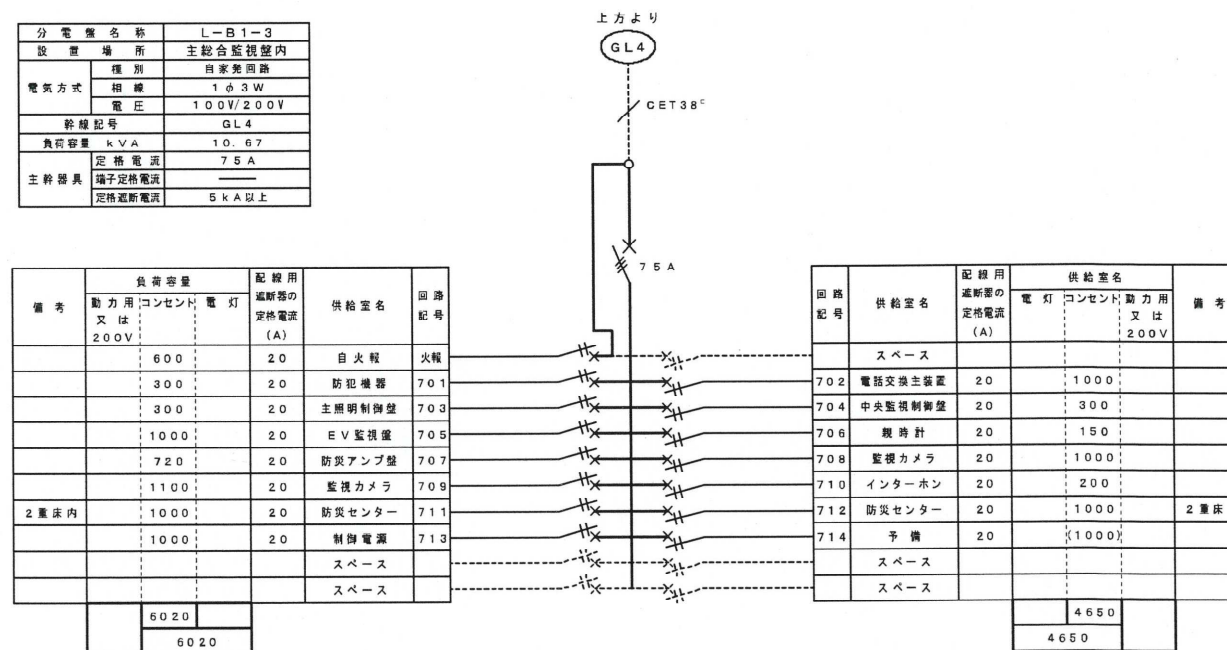 上方より
GL4
CET38□
75A
分電盤名称 L－B1－3
設置場所 主総合監視盤内
電気方式 種別 自家発回路
相線 1φ3W
電圧 100V/200V
幹線記号 GL4
負荷容量 kVA 10.67
主幹器具 定格電流 75A
端子定格電流 ―――
定格遮断電流 5kA以上
備考 負荷容量 配線用遮断器の定格電流(A) 供給室名 回路記号
動力用又は200V コンセント 電灯
600 20 自火報 火報
300 20 防犯機器 701
300 20 主照明制御盤 703
1000 20 EV監視盤 705
720 20 防災アンプ盤 707
1100 20 監視カメラ 709
2重床内 1000 20 防災センター 711
1000 20 制御電源 713
スペース
スペース
6020
6020
回路記号 供給室名 配線用遮断器の定格電流(A) 供給室名 備考
電灯 コンセント 動力用又は200V
スペース
702 電話交換主装置 20 1000
704 中央監視制御盤 20 300
706 親時計 20 150
708 監視カメラ 20 1000
710 インターホン 20 200
712 防災センター 20 1000 2重床
714 予備 20 (1000)
スペース
スペース
4650
4650